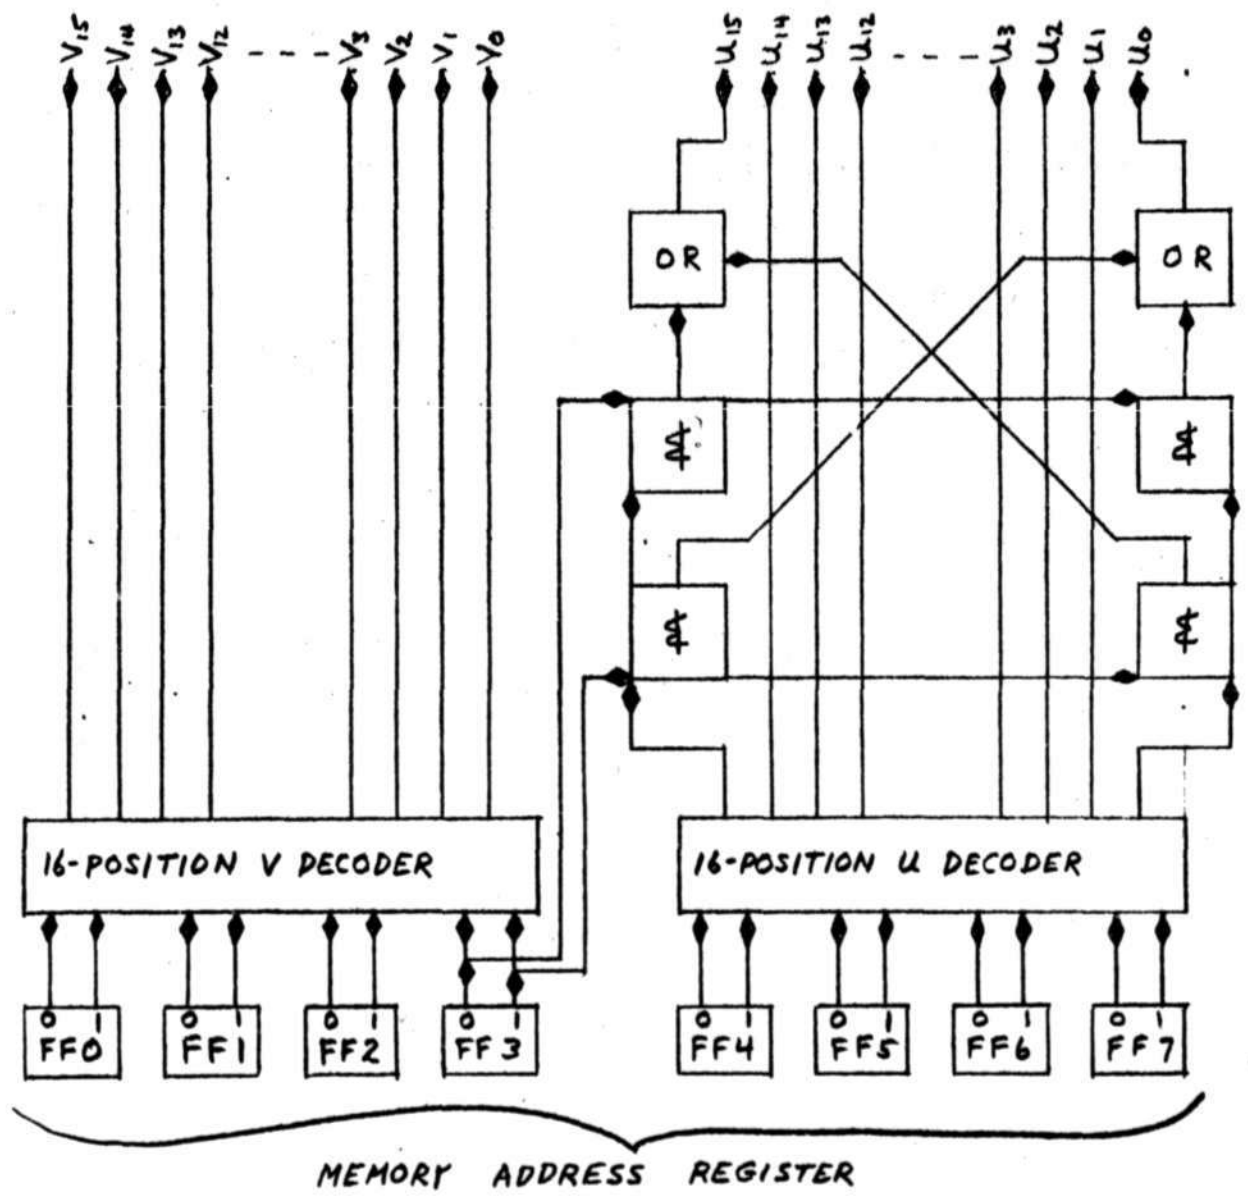 V15 V14 V13 V12 - - - V3 V2 V1 V0 U15 U14 U13 U12 - - - U3 U2 U1 U0
OR OR
A A
A A
16-POSITION V DECODER 16-POSITION U DECODER
0 1 0 1 0 1 0 1 0 1 0 1 0 1 0 1
FF0 FF1 FF2 FF3 FF4 FF5 FF6 FF7
MEMORY ADDRESS REGISTER